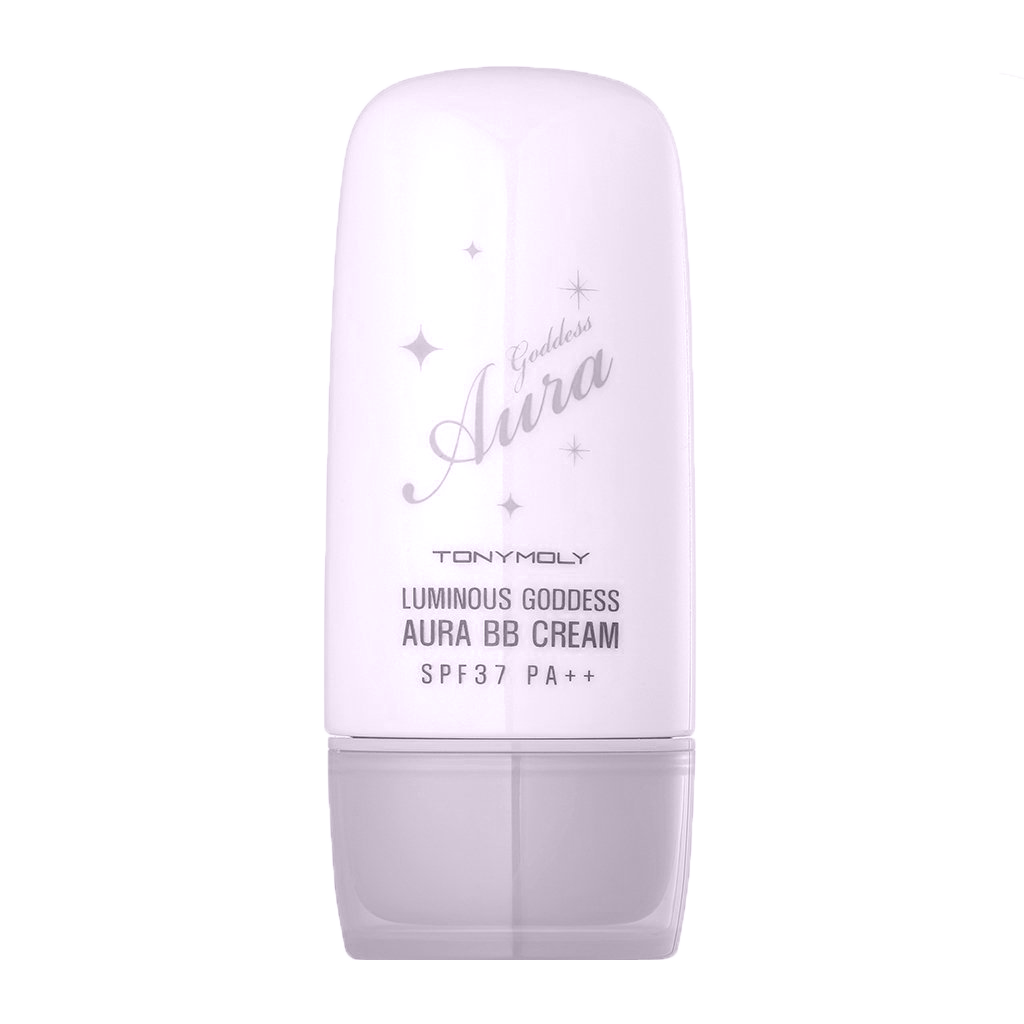 Goddess
Aura
TONYMOLY
LUMINOUS GODDESS
AURA BB CREAM
SPF37 PA++